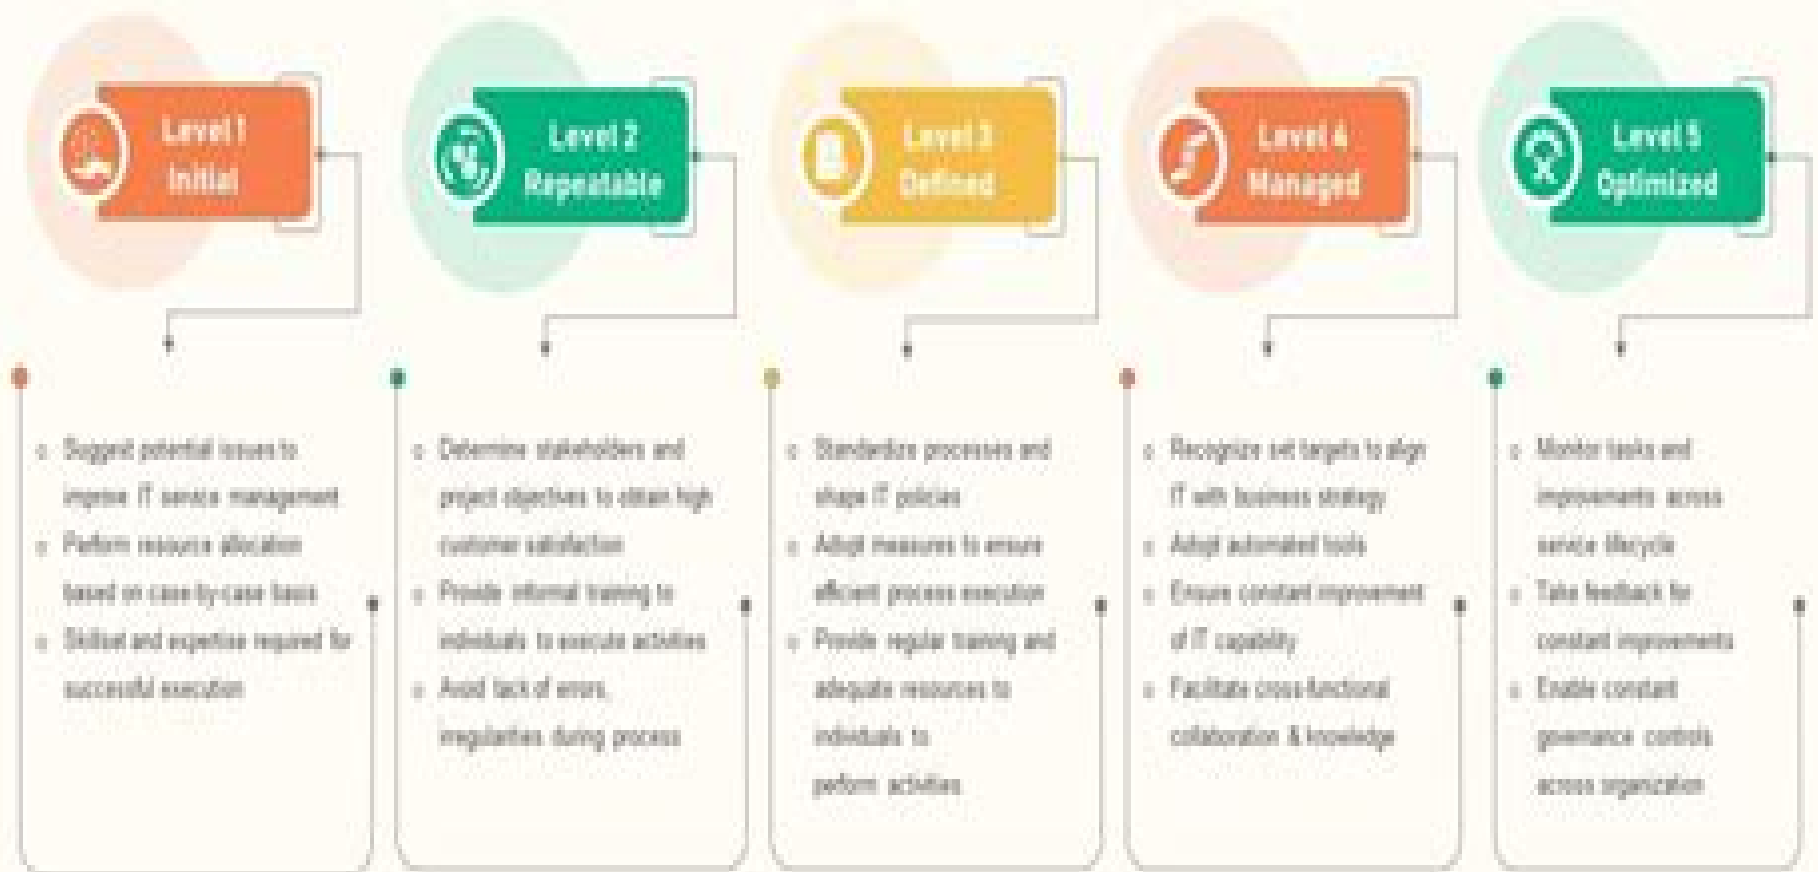 Level 1
Initial
Level 2
Repeatable
Level 3
Defined
Level 4
Managed
Level 5
Optimized
Suggest potential issues to
improve IT service management
Perform resource allocation
based on case-by-case basis
Skillset and expertise required for
successful execution
Determine stakeholders and
project objectives to obtain high
customer satisfaction
Provide informal training to
individuals to execute activities
Avoid lack of errors,
irregularities during process
Standardize processes and
shape IT policies
Adopt measures to ensure
efficient process execution
Provide regular training and
adequate resources to
individuals to
perform activities
Recognize set targets to align
IT with business strategy
Adopt automated tools
Ensure constant improvement
of IT capability
Facilitate cross-functional
collaboration & knowledge
Monitor tasks and
improvements across
service lifecycle
Take feedback for
constant improvements
Enable constant
governance controls
across organization